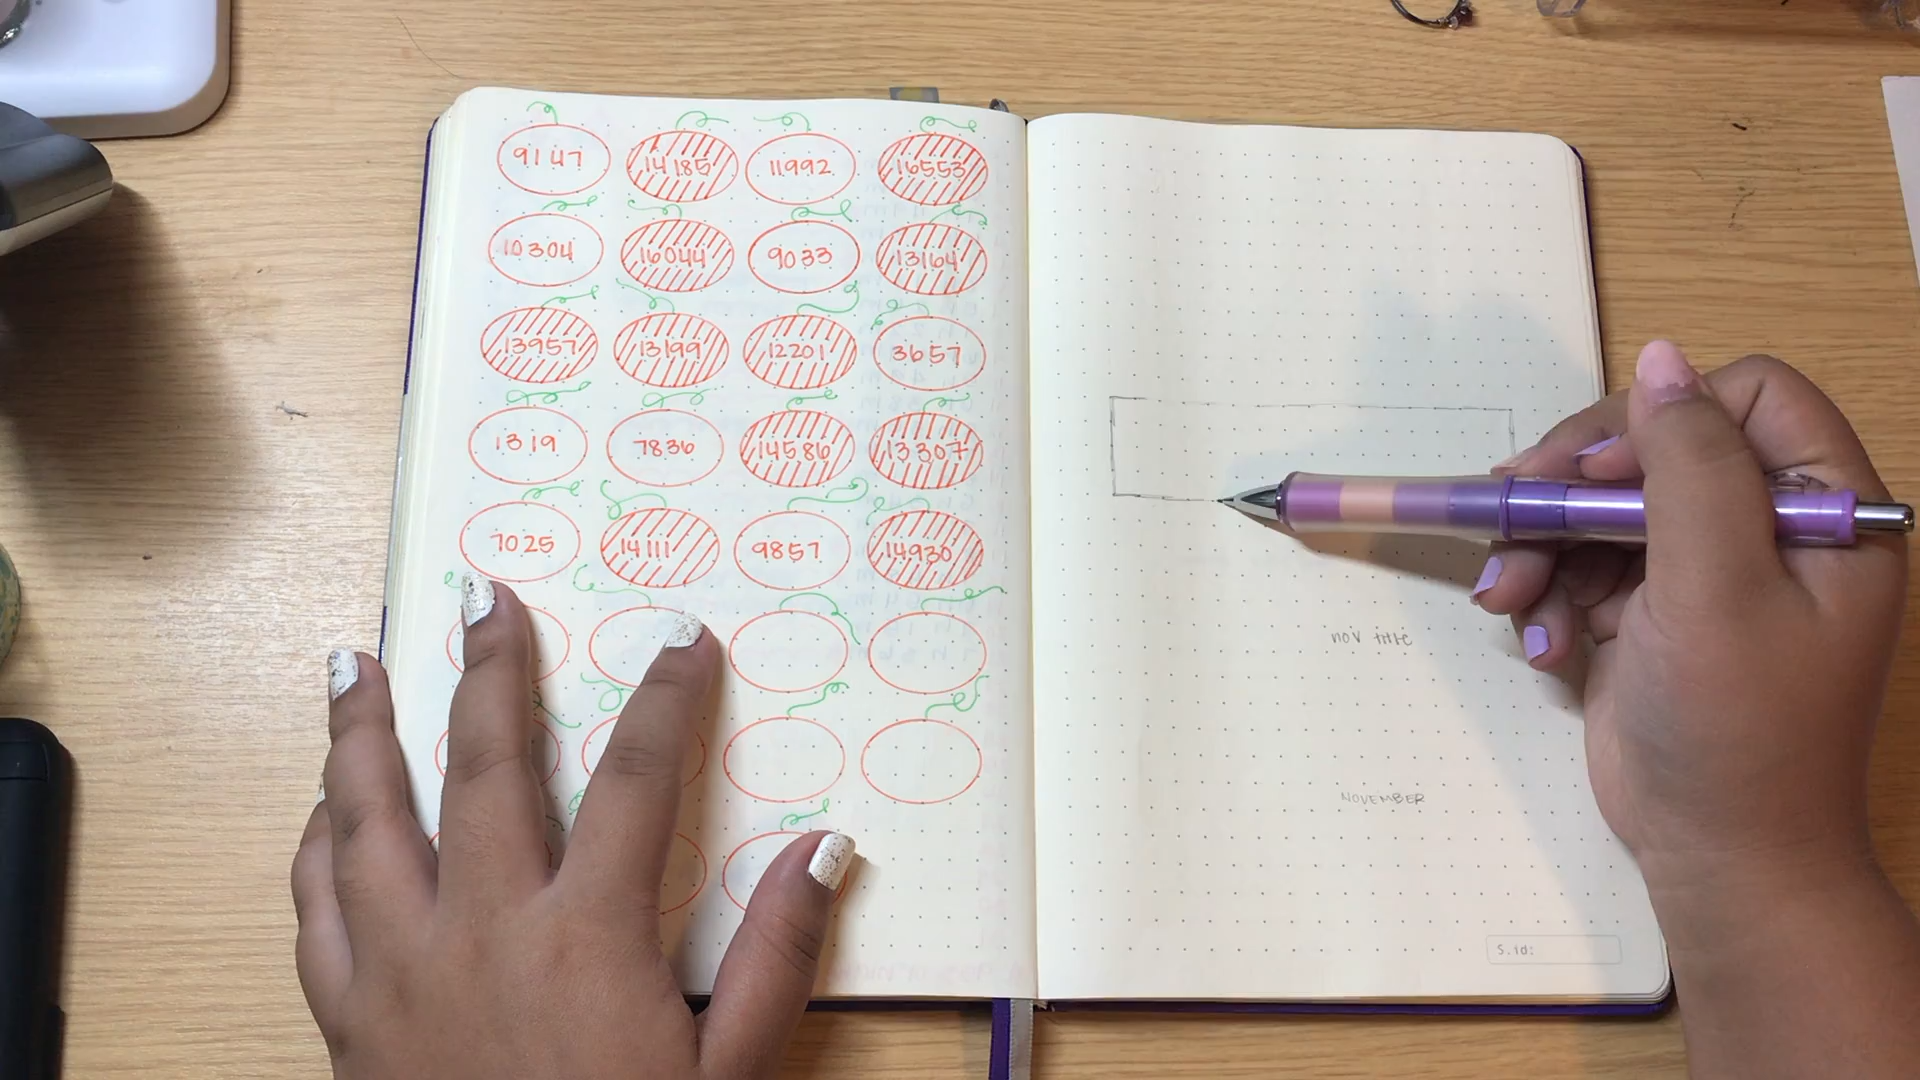 9147 14185 11992 16553
10304 16044 9033 13164
13957 13199 12201 3657
1319 7836 14586 13307
7025 14111 9857 14930
nov title
NOVEMBER
S.id: